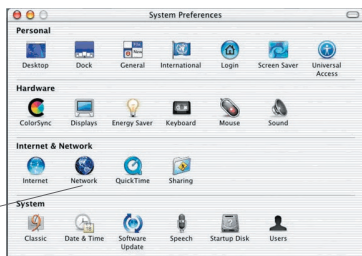 System Preferences
Personal
Desktop Dock General International Login Screen Saver Universal Access
Hardware
ColorSync Displays Energy Saver Keyboard Mouse Sound
Internet & Network
Internet Network QuickTime Sharing
System
Classic Date & Time Software Update Speech Startup Disk Users